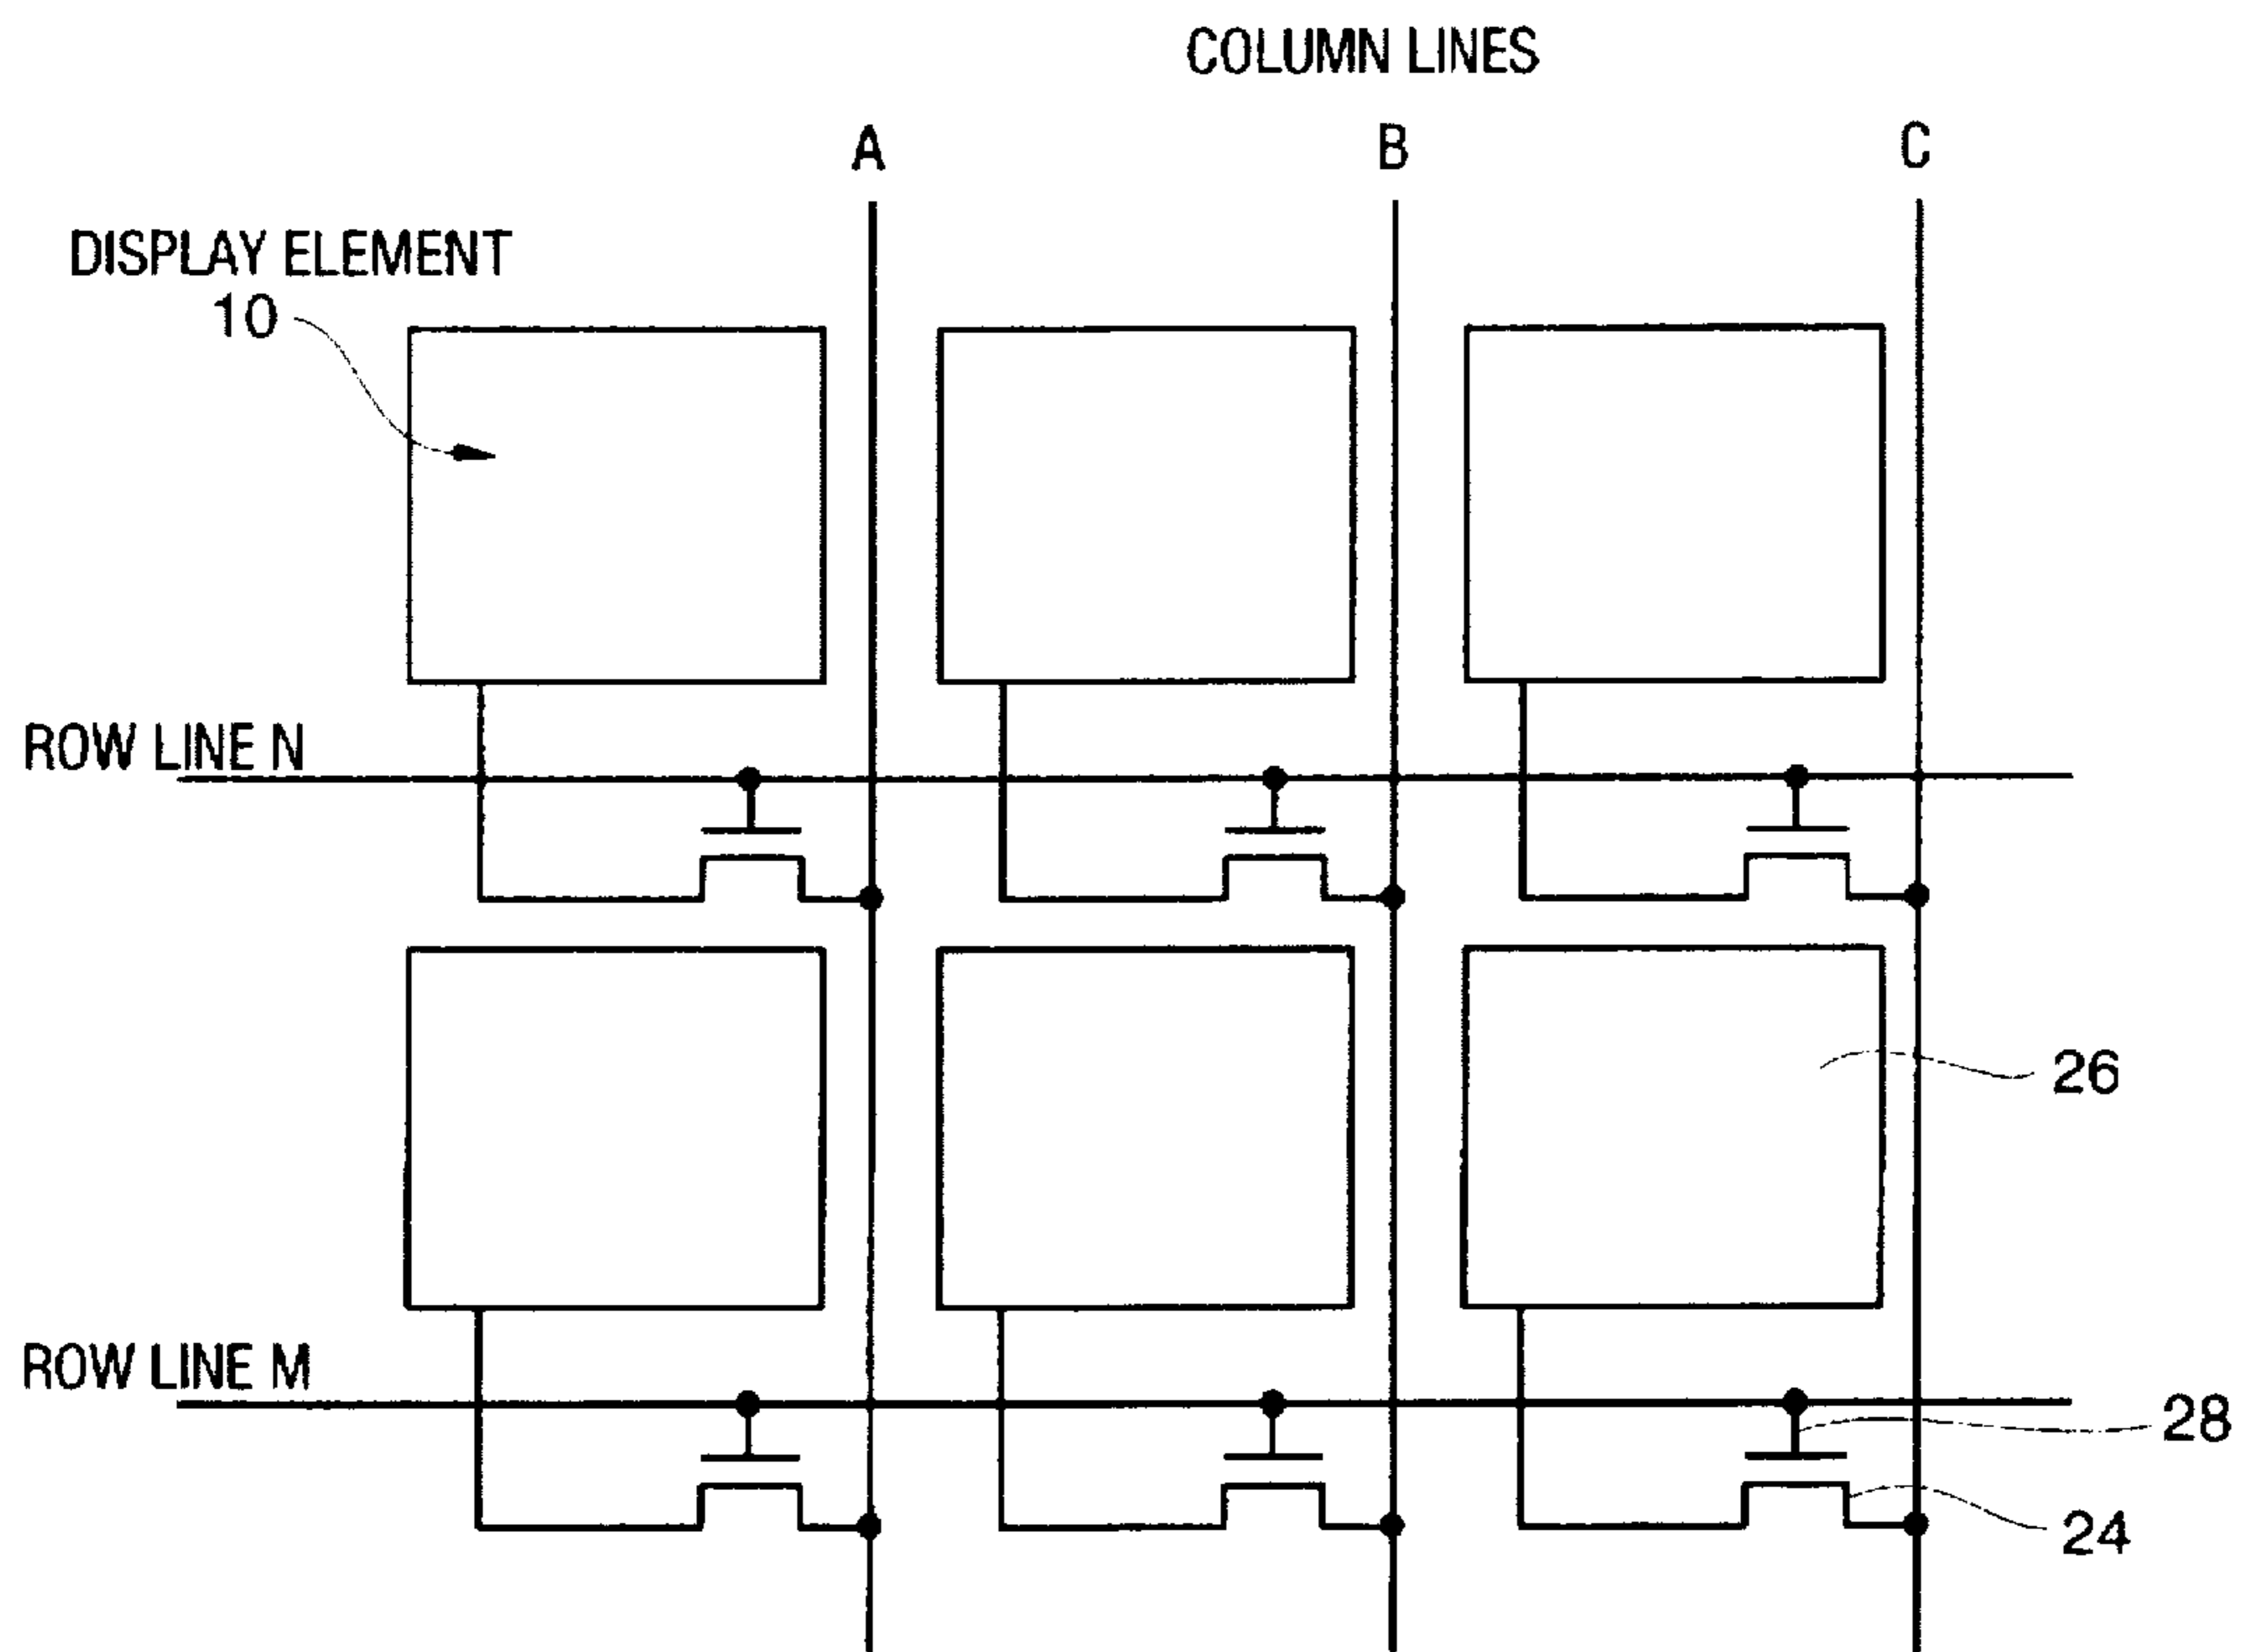 COLUMN LINES
A B C
DISPLAY ELEMENT
10
ROW LINE N
26
ROW LINE M
28
24